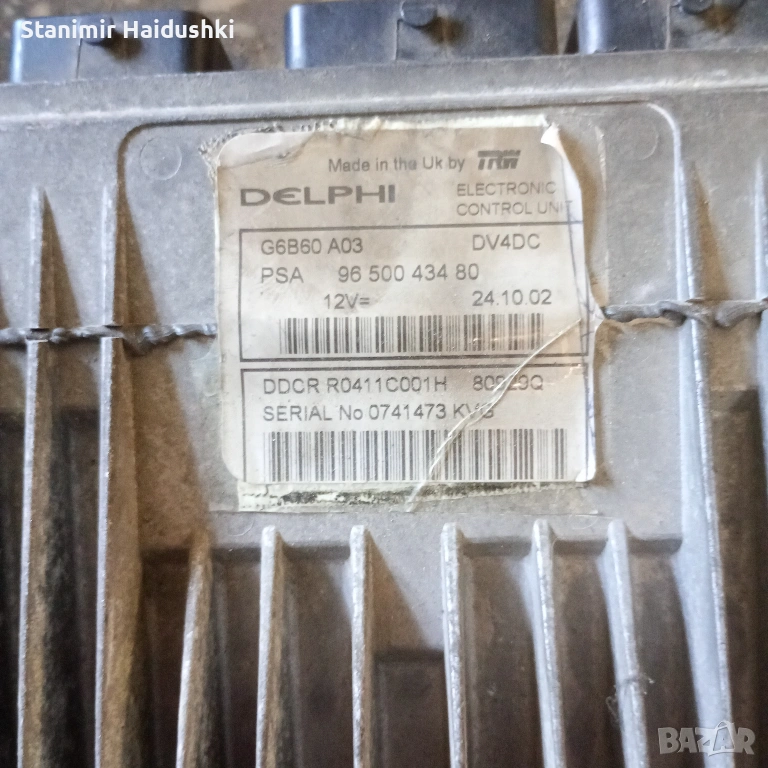 Stanimir Haidushki
Made in the Uk by TRW
DELPHI ELECTRONIC
CONTROL UNIT
G6B60 A03 DV4DC
PSA 96 500 434 80
12V= 24.10.02
DDCR R0411C001H
SERIAL No 0741473
BAZAR